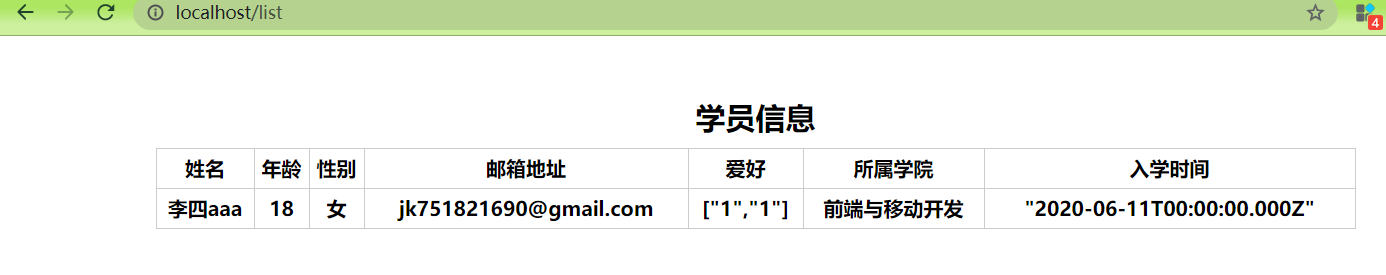 localhost/list
4
学员信息
姓名 年龄 性别 邮箱地址 爱好 所属学院 入学时间
李四aaa 18 女 jk751821690@gmail.com ["1","1"] 前端与移动开发 "2020-06-11T00:00:00.000Z"